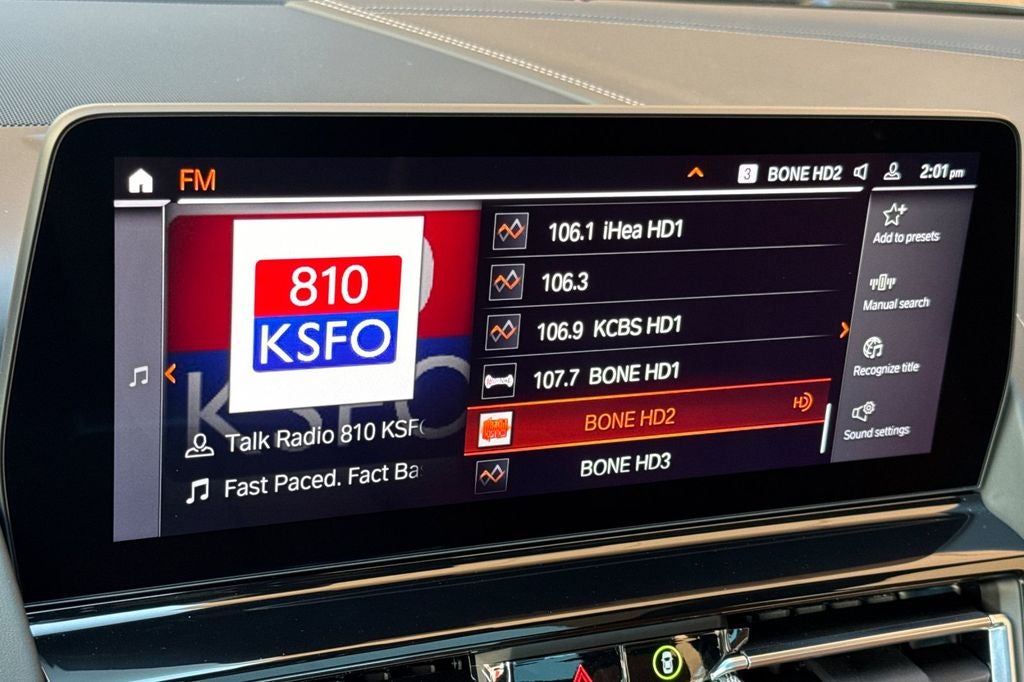 FM
3 BONE HD2 2:01 pm
810
KSFO
Talk Radio 810 KSF
Fast Paced. Fact Ba
106.1 iHea HD1
106.3
106.9 KCBS HD1
107.7 BONE HD1
BONE HD2 HD
BONE HD3
Add to presets
Manual search
Recognize title
Sound settings